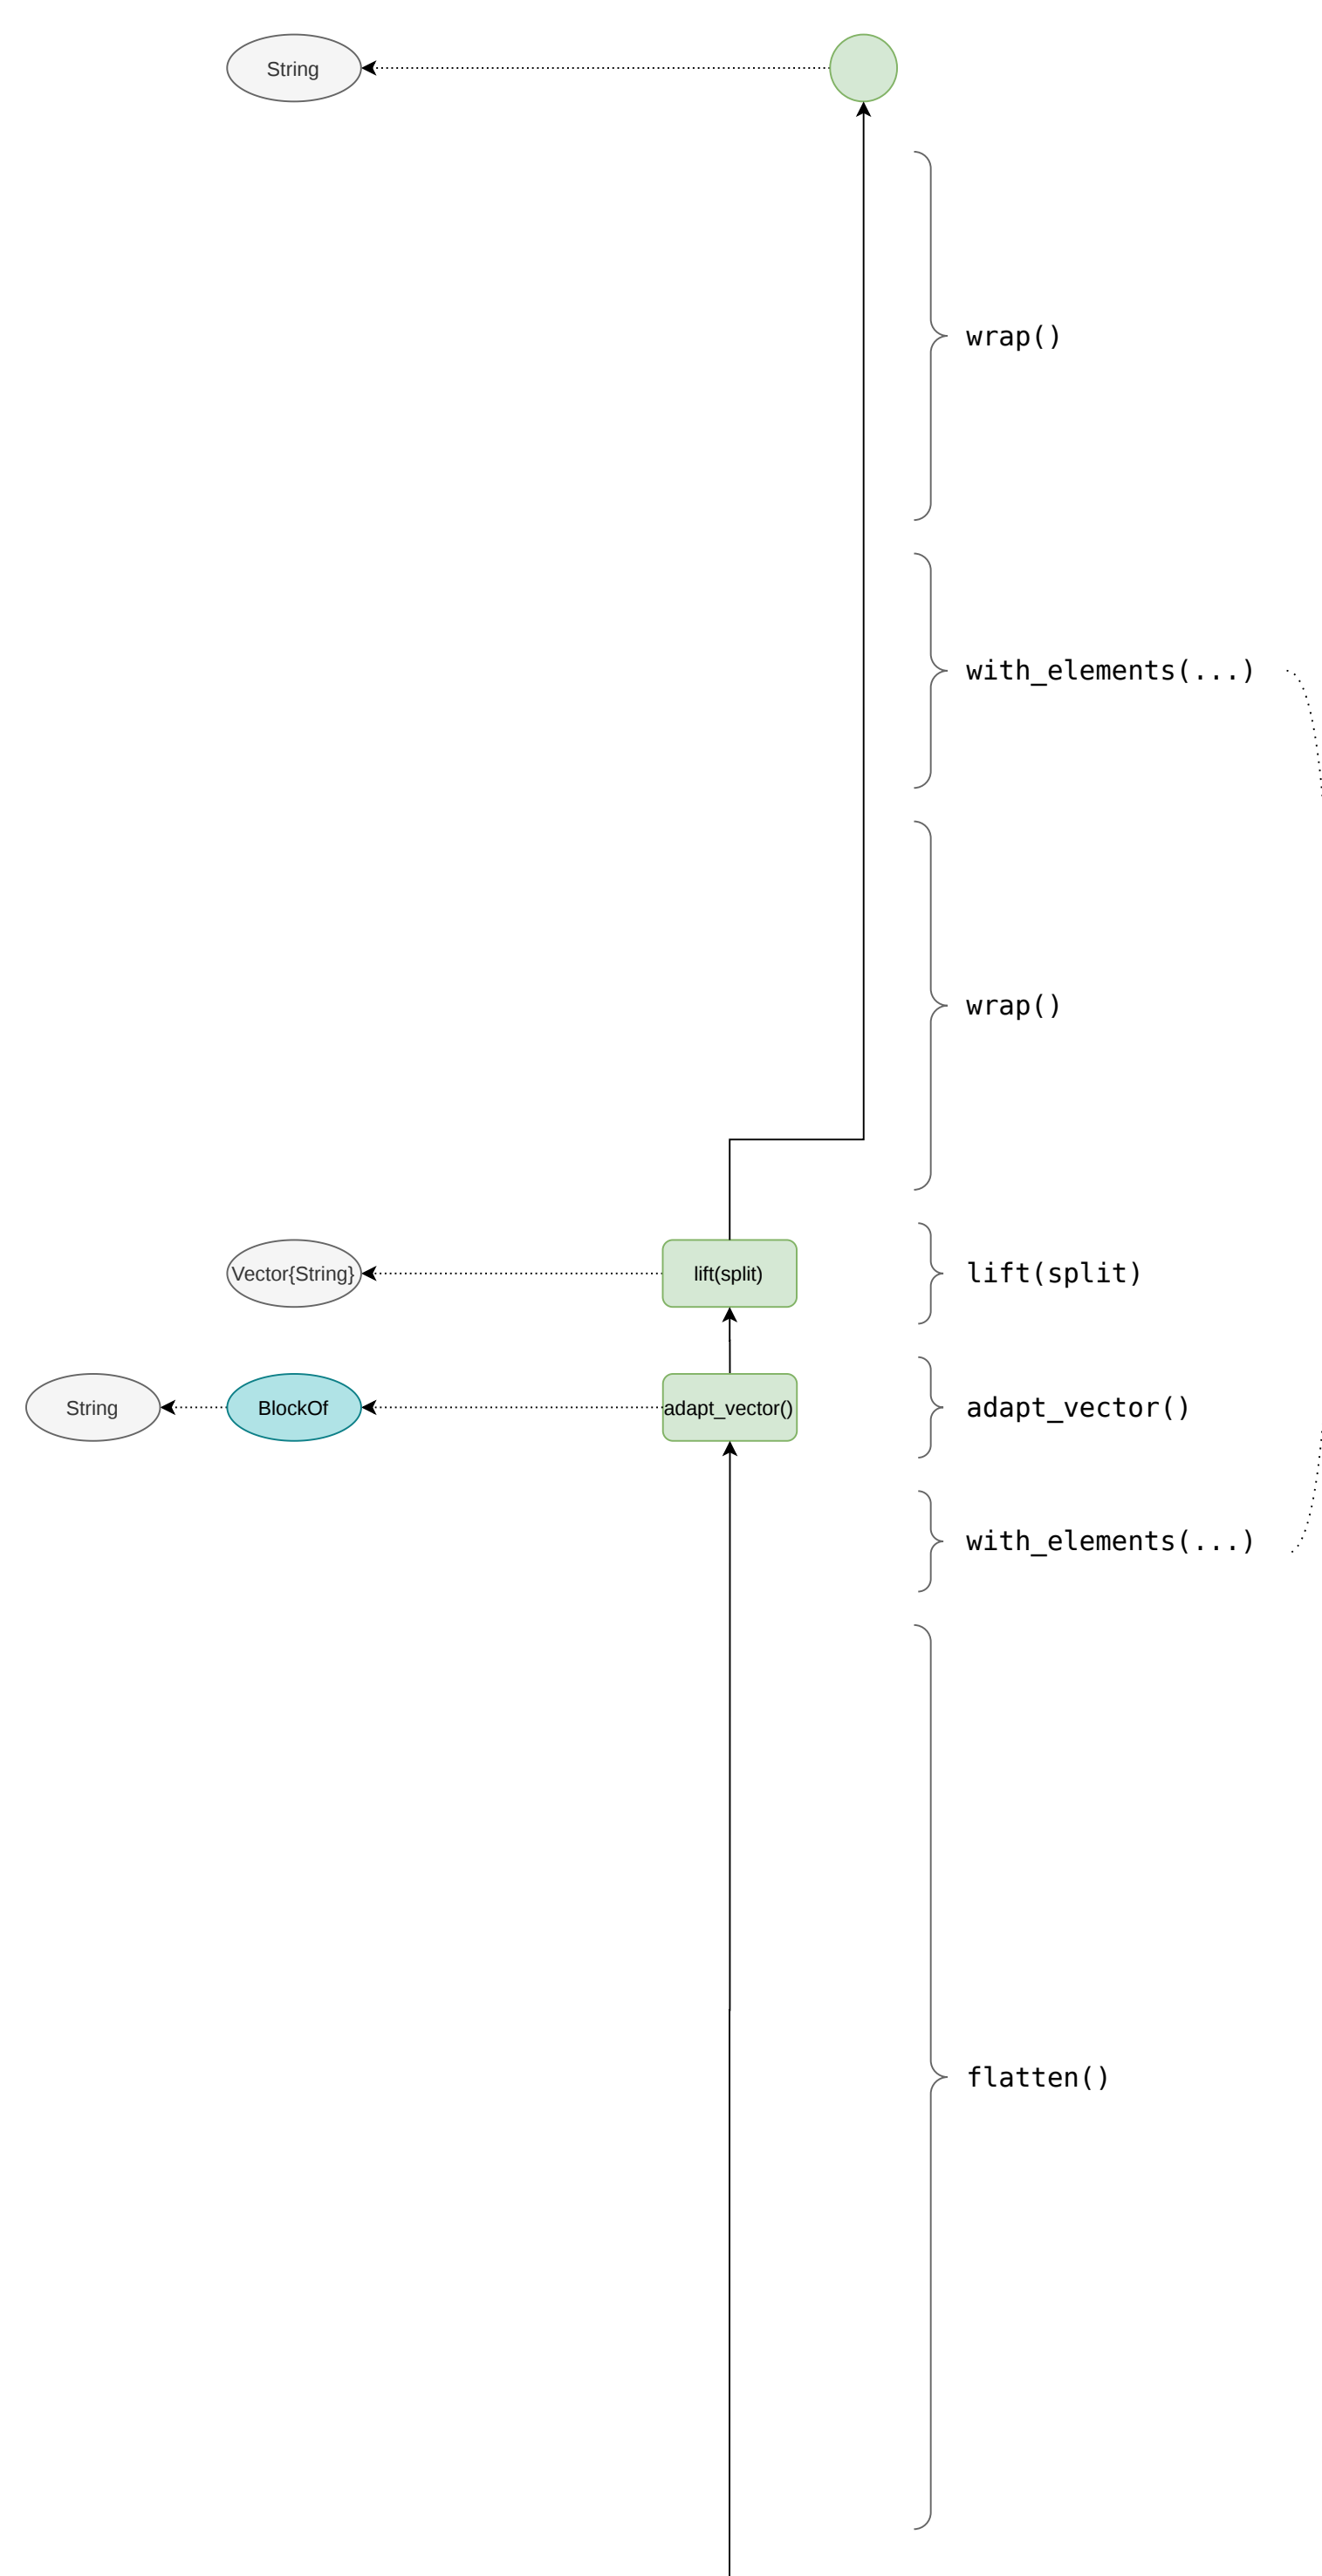 String
wrap()
with_elements(...)
wrap()
Vector{String}
lift(split)
lift(split)
String
BlockOf
adapt_vector()
adapt_vector()
with_elements(...)
flatten()